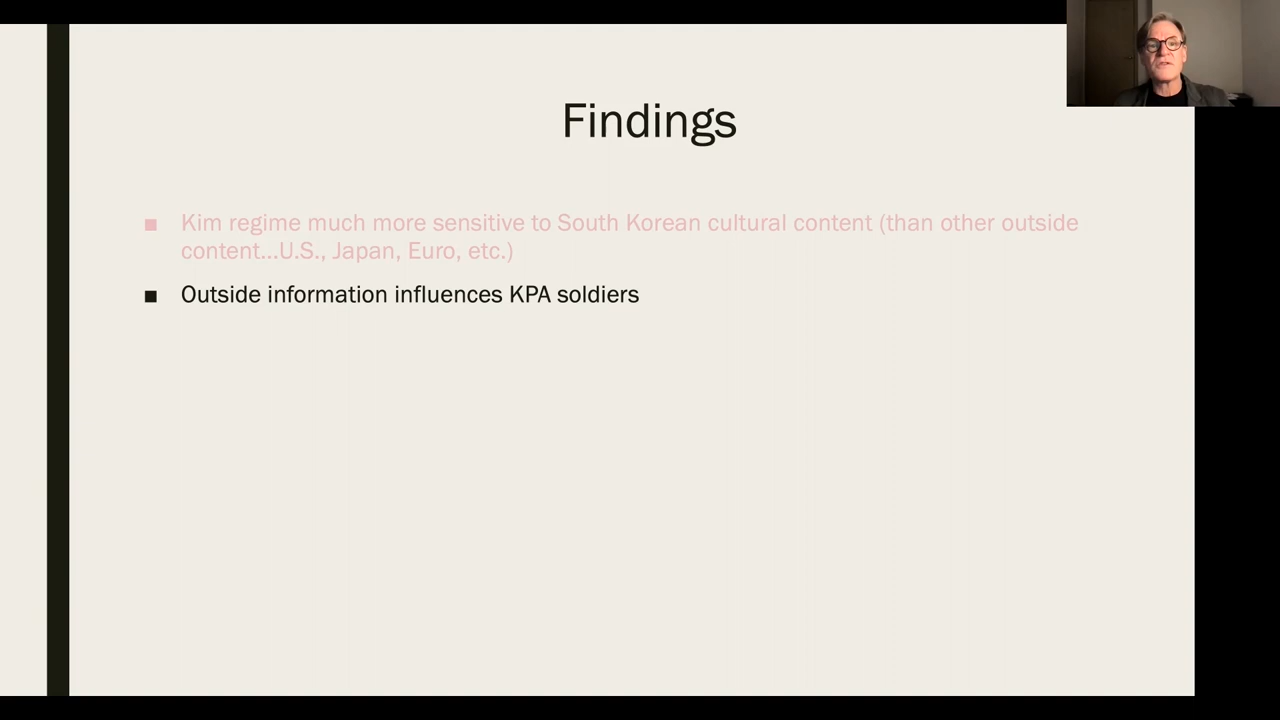 Findings
■ Kim regime much more sensitive to South Korean cultural content (than other outside
content...U.S., Japan, Euro, etc.)
■ Outside information influences KPA soldiers